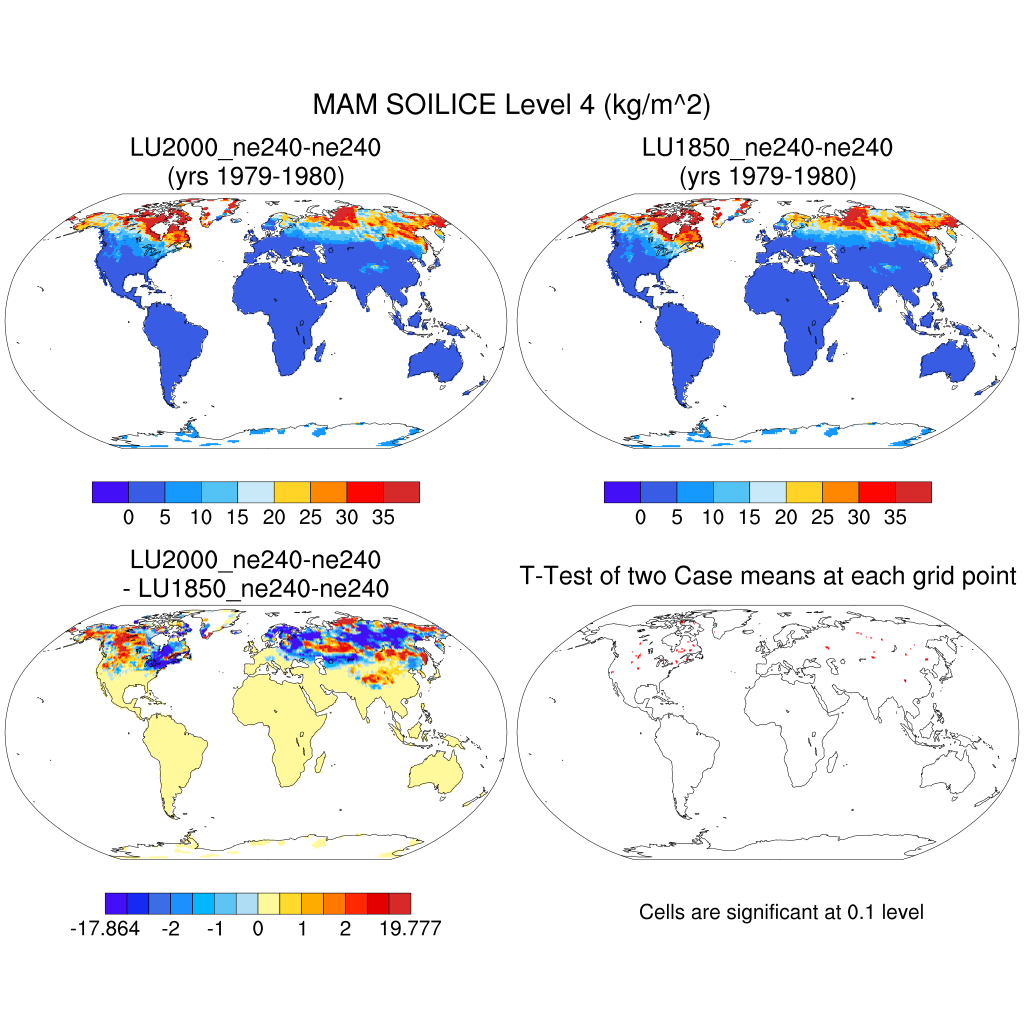 MAM SOILICE Level 4 (kg/m^2)
LU2000_ne240-ne240
(yrs 1979-1980)
LU1850_ne240-ne240
(yrs 1979-1980)
0 5 10 15 20 25 30 35
0 5 10 15 20 25 30 35
LU2000_ne240-ne240
- LU1850_ne240-ne240
T-Test of two Case means at each grid point
-17.864 -2 -1 0 1 2 19.777
Cells are significant at 0.1 level